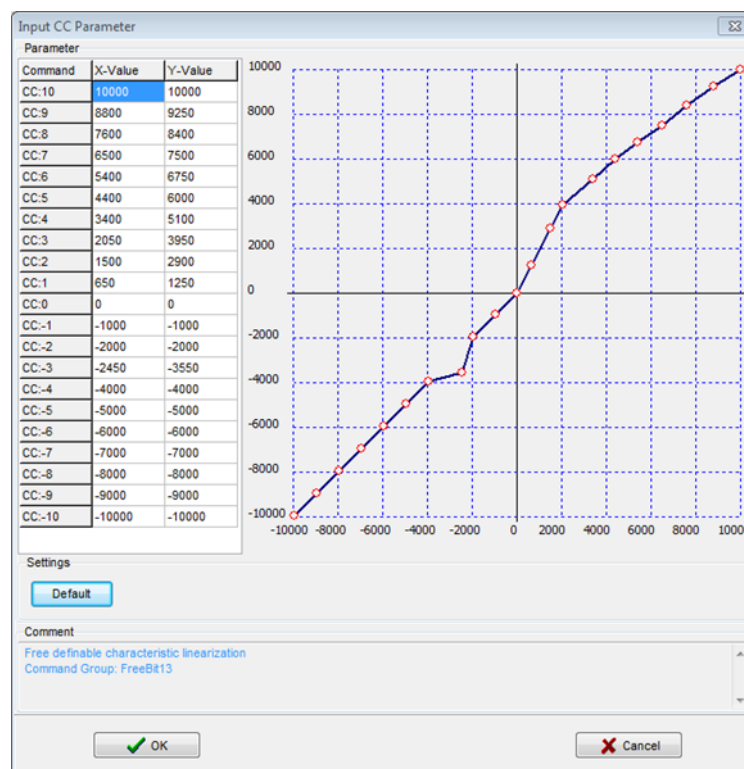 Input CC Parameter
Parameter
Command X-Value Y-Value
CC:10 10000 10000
CC:9 8800 9250
CC:8 7600 8400
CC:7 6500 7500
CC:6 5400 6750
CC:5 4400 6000
CC:4 3400 5100
CC:3 2050 3950
CC:2 1500 2900
CC:1 650 1250
CC:0 0 0
CC:-1 -1000 -1000
CC:-2 -2000 -2000
CC:-3 -2450 -3550
CC:-4 -4000 -4000
CC:-5 -5000 -5000
CC:-6 -6000 -6000
CC:-7 -7000 -7000
CC:-8 -8000 -8000
CC:-9 -9000 -9000
CC:-10 -10000 -10000
10000
8000
6000
4000
2000
0
-2000
-4000
-6000
-8000
-10000
-10000 -8000 -6000 -4000 -2000 0 2000 4000 6000 8000 1000
Settings
Default
Comment
Free definable characteristic linearization
Command Group: FreeBit13
OK
Cancel